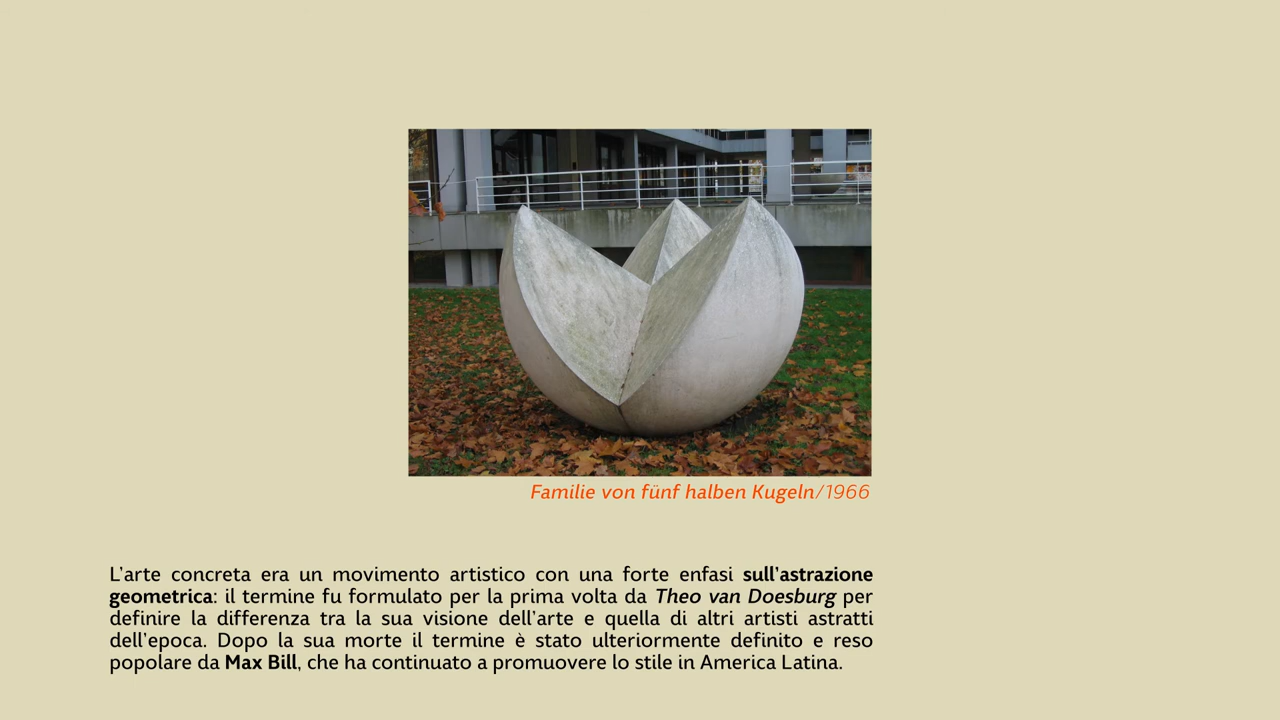 Familie von fünf halben Kugeln/1966
L'arte concreta era un movimento artistico con una forte enfasi sull'astrazione
geometrica: il termine fu formulato per la prima volta da Theo van Doesburg per
definire la differenza tra la sua visione dell'arte e quella di altri artisti astratti
dell'epoca. Dopo la sua morte il termine è stato ulteriormente definito e reso
popolare da Max Bill, che ha continuato a promuovere lo stile in America Latina.